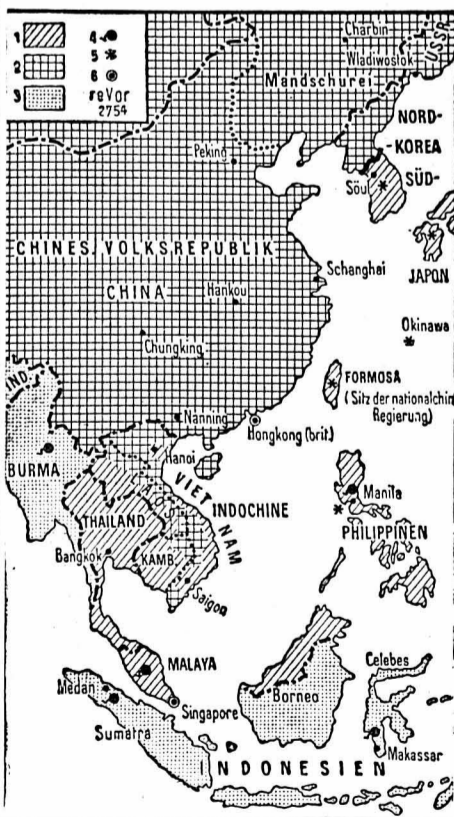 1 4
2 5
3 6
reVor
2754
Charbin
Wladiwostok
USSR
Mandschurei
NORD-
-KOREA
SÜD-
Peking
Söul
CHINES. VOLKSREPUBLIK
JAPON
Schanghai
CHINA
Hankou
Okinawa
Chungking
IND.
FORMOSA
(Sitz der nationalchin.
Regierung)
Nanning
Hongkong (brit.)
BURMA
Hanoi
LAOS
VIET
NAM
INDOCHINE
THAILAND
Manila
PHILIPPINEN
Bangkok
KAMB.
Saigon
MALAYA
Celebes
Medan
Singapore
Borneo
Sumatra
Makassar
INDONESIEN